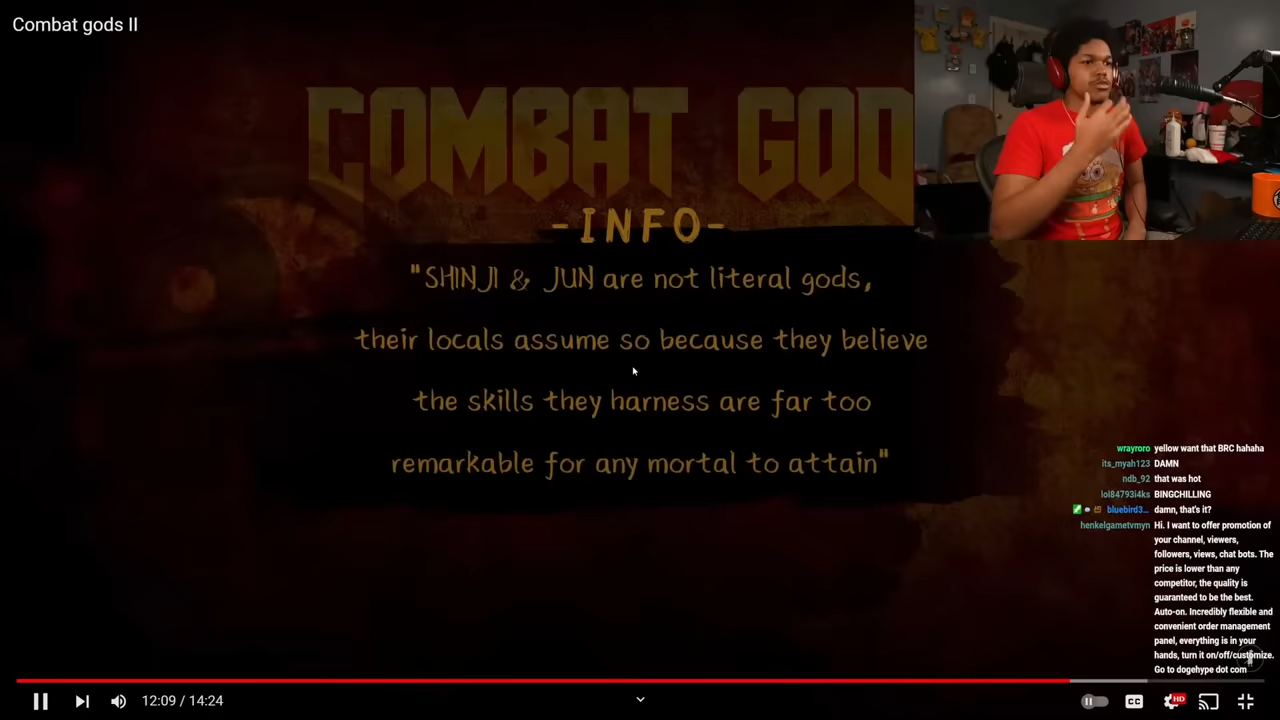 Combat gods II
COMBAT GOD
-INFO-
"SHINJI & JUN are not literal gods,
their locals assume so because they believe
the skills they harness are far too
remarkable for any mortal to attain"
wrayroro yellow want that BRC hahaha
its_myah123 DAMN
ndb_92 that was hot
lol84793i4ks BINGCHILLING
bluebird3... damn, that's it?
henkelgametvmyn Hi. I want to offer promotion of
your channel, viewers,
followers, views, chat bots. The
price is lower than any
competitor, the quality is
guaranteed to be the best.
Auto-on. Incredibly flexible and
convenient order management
panel, everything is in your
hands, turn it on/off/customize.
Go to dogehype dot com
12:09 / 14:24
CC
HD